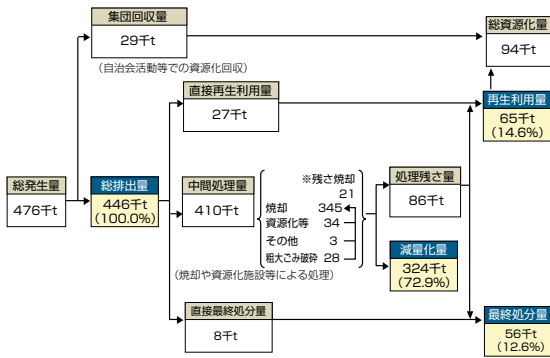 集団回収量
29千t
(自治会活動等での資源化回収)
総資源化量
94千t
直接再生利用量
27千t
再生利用量
65千t
(14.6%)
総発生量
476千t
総排出量
446千t
(100.0%)
中間処理量
410千t
※残さ焼却
21
焼却 345
資源化等 34
その他 3
粗大ごみ破砕 28
(焼却や資源化施設等による処理)
処理残さ量
86千t
減量化量
324千t
(72.9%)
直接最終処分量
8千t
最終処分量
56千t
(12.6%)